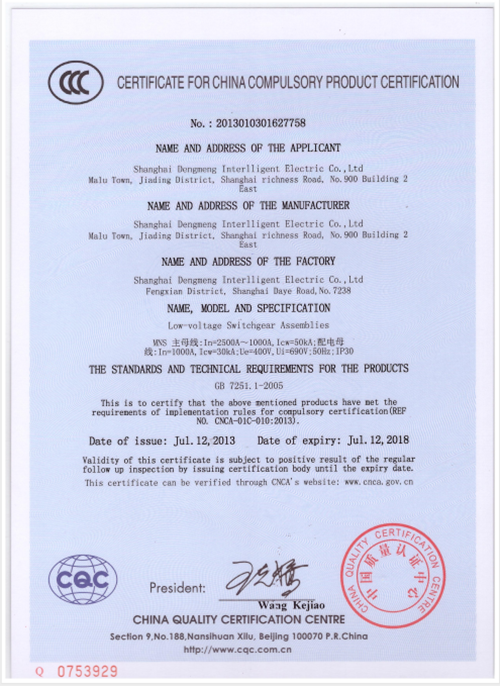 CCC
CERTIFICATE FOR CHINA COMPULSORY PRODUCT CERTIFICATION
No.: 2013010301627758
NAME AND ADDRESS OF THE APPLICANT
Shanghai Dengmeng Interlligent Electric Co.,Ltd
Malu Town, Jiading District, Shanghai richness Road, No.900 Building 2
East
NAME AND ADDRESS OF THE MANUFACTURER
Shanghai Dengmeng Interlligent Electric Co.,Ltd
Malu Town, Jiading District, Shanghai richness Road, No.900 Building 2
East
NAME AND ADDRESS OF THE FACTORY
Shanghai Dengmeng Interlligent Electric Co.,Ltd
Fengxian District, Shanghai Daye Road,No.7238
NAME, MODEL AND SPECIFICATION
Low-voltage Switchgear Assemblies
MNS 主母线:In=2500A~1000A,Icw=50kA;配电母
线:In=1000A,Icw=30kA;Ue=400V,Ui=690V;50Hz;IP30
THE STANDARDS AND TECHNICAL REQUIREMENTS FOR THE PRODUCTS
GB 7251.1-2005
This is to certify that the above mentioned products have met the
requirements of implementation rules for compulsory certification(REF
NO. CNCA-01C-010:2013).
Date of issue: Jul.12,2013 Date of expiry: Jul.12,2018
Validity of this certificate is subject to positive result of the regular
follow up inspection by issuing certification body until the expiry date.
This certificate can be verified through CNCA's website: www.cnca.gov.cn
CQC
President:
Wang Kejiao
CHINA QUALITY CERTIFICATION CENTRE
中国质量认证中心
CHINA QUALITY CERTIFICATION CENTRE
Section 9,No.188,Nansihuan Xilu, Beijing 100070 P.R.China
http://www.cqc.com.cn
Q 0753929